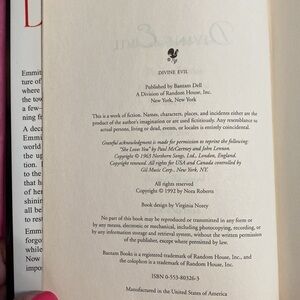 DIVINE EVIL
Published by Bantam Dell
A Division of Random House, Inc.
New York, New York
This is a work of fiction. Names, characters, places, and incidents either are the
product of the author's imagination or are used fictitiously. Any resemblance to
actual persons, living or dead, events, or locales is entirely coincidental.
Grateful acknowledgment is made for permission to reprint the following:
"She Loves You" by Paul McCartney and John Lennon.
Copyright © 1963 Northern Songs, Ltd., London, England.
Copyright renewed. All rights for USA and Canada controlled by
Gil Music Corp., New York, N.Y.
All rights reserved
Copyright © 1992 by Nora Roberts
Book design by Virginia Norey
No part of this book may be reproduced or transmitted in any form or
by any means, electronic or mechanical, including photocopying, recording, or
by any information storage and retrieval system, without the written permission
of the publisher, except where permitted by law.
Bantam Books is a registered trademark of Random House, Inc., and
the colophon is a trademark of Random House, Inc.
ISBN 0-553-80326-3
Manufactured in the United States of America